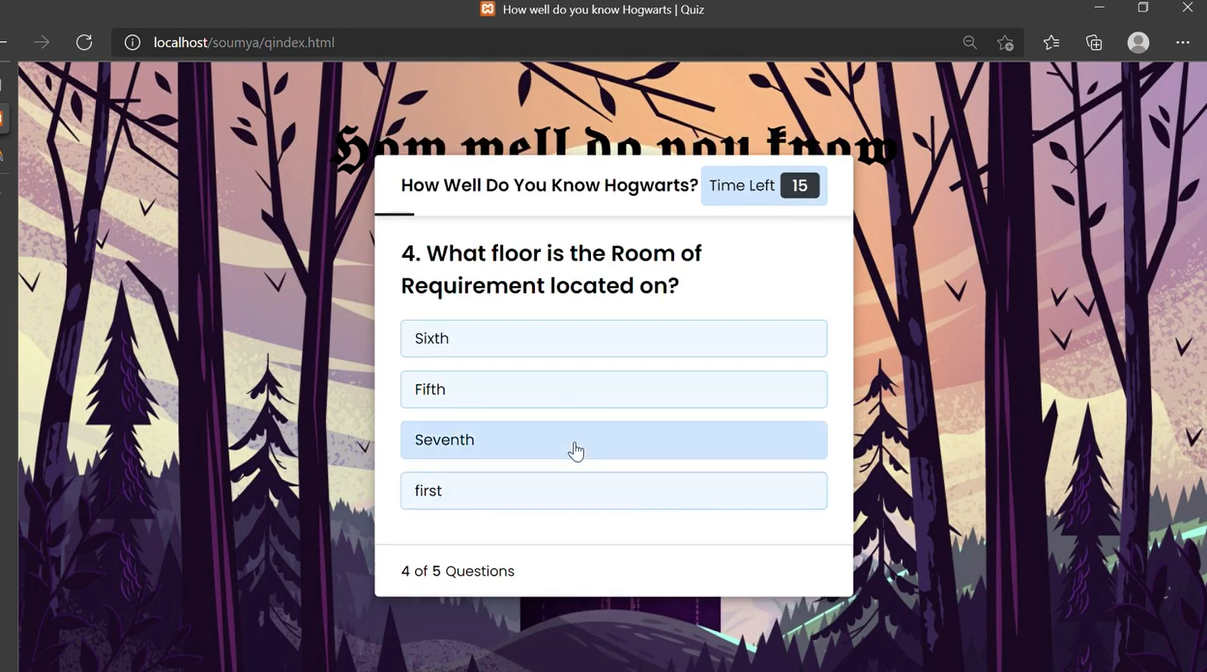 How well do you know Hogwarts | Quiz
localhost/soumya/qindex.html
How well do you know
How Well Do You Know Hogwarts?
Time Left 15
4. What floor is the Room of
Requirement located on?
Sixth
Fifth
Seventh
first
4 of 5 Questions